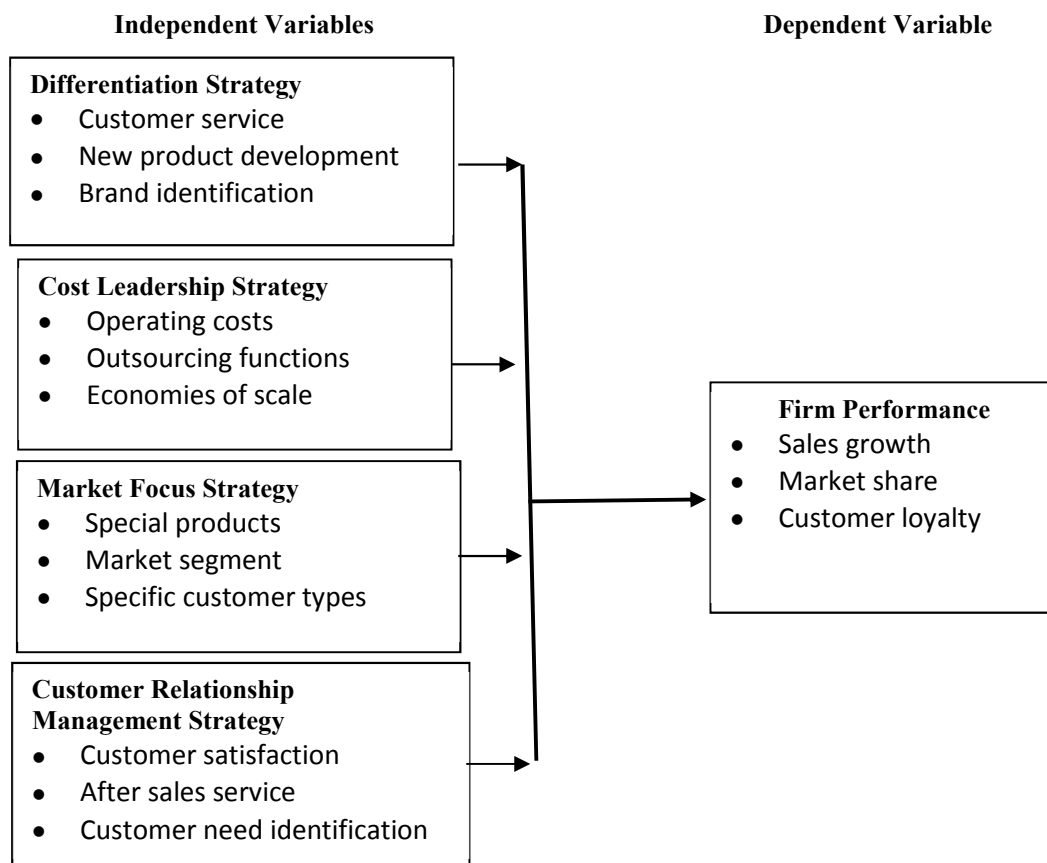 Independent Variables
Dependent Variable
Differentiation Strategy
● Customer service
● New product development
● Brand identification
Cost Leadership Strategy
● Operating costs
● Outsourcing functions
● Economies of scale
Market Focus Strategy
● Special products
● Market segment
● Specific customer types
Customer Relationship
Management Strategy
● Customer satisfaction
● After sales service
● Customer need identification
Firm Performance
● Sales growth
● Market share
● Customer loyalty